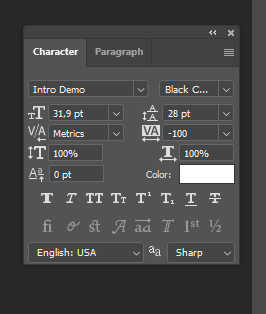 Character Paragraph
Intro Demo Black C...
31,9 pt 28 pt
Metrics -100
100% 100%
0 pt Color:
T T TT Tт T¹ T₁ T T
fi st A aa T 1st ½
English: USA aa Sharp